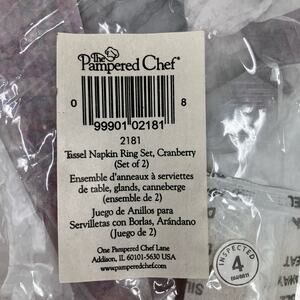 The
Pampered Chef®
0 99901 02181 8
2181
Tassel Napkin Ring Set, Cranberry
(Set of 2)
Ensemble d'anneaux à serviettes
de table, glands, canneberge
(ensemble de 2)
Juego de Anillos para
Servilletas con Borlas, Arándano
(Juego de 2)
One Pampered Chef Lane
Addison, IL 60101-5630 USA
www.pamperedchef.com
INSPECTED
4